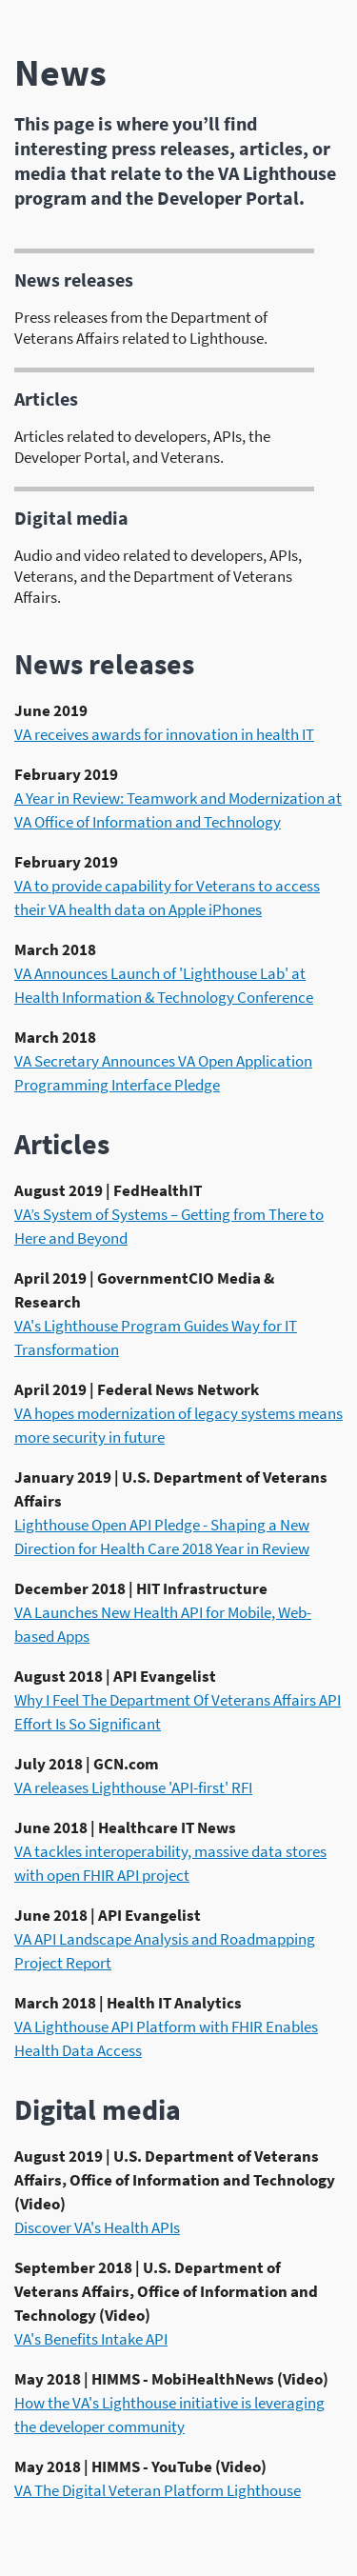 News
This page is where you’ll find
interesting press releases, articles, or
media that relate to the VA Lighthouse
program and the Developer Portal.
News releases
Press releases from the Department of
Veterans Affairs related to Lighthouse.
Articles
Articles related to developers, APIs, the
Developer Portal, and Veterans.
Digital media
Audio and video related to developers, APIs,
Veterans, and the Department of Veterans
Affairs.
News releases
June 2019
VA receives awards for innovation in health IT
February 2019
A Year in Review: Teamwork and Modernization at
VA Office of Information and Technology
February 2019
VA to provide capability for Veterans to access
their VA health data on Apple iPhones
March 2018
VA Announces Launch of 'Lighthouse Lab' at
Health Information & Technology Conference
March 2018
VA Secretary Announces VA Open Application
Programming Interface Pledge
Articles
August 2019 | FedHealthIT
VA’s System of Systems – Getting from There to
Here and Beyond
April 2019 | GovernmentCIO Media &
Research
VA's Lighthouse Program Guides Way for IT
Transformation
April 2019 | Federal News Network
VA hopes modernization of legacy systems means
more security in future
January 2019 | U.S. Department of Veterans
Affairs
Lighthouse Open API Pledge - Shaping a New
Direction for Health Care 2018 Year in Review
December 2018 | HIT Infrastructure
VA Launches New Health API for Mobile, Web-
based Apps
August 2018 | API Evangelist
Why I Feel The Department Of Veterans Affairs API
Effort Is So Significant
July 2018 | GCN.com
VA releases Lighthouse 'API-first' RFI
June 2018 | Healthcare IT News
VA tackles interoperability, massive data stores
with open FHIR API project
June 2018 | API Evangelist
VA API Landscape Analysis and Roadmapping
Project Report
March 2018 | Health IT Analytics
VA Lighthouse API Platform with FHIR Enables
Health Data Access
Digital media
August 2019 | U.S. Department of Veterans
Affairs, Office of Information and Technology
(Video)
Discover VA's Health APIs
September 2018 | U.S. Department of
Veterans Affairs, Office of Information and
Technology (Video)
VA's Benefits Intake API
May 2018 | HIMMS - MobiHealthNews (Video)
How the VA's Lighthouse initiative is leveraging
the developer community
May 2018 | HIMMS - YouTube (Video)
VA The Digital Veteran Platform Lighthouse